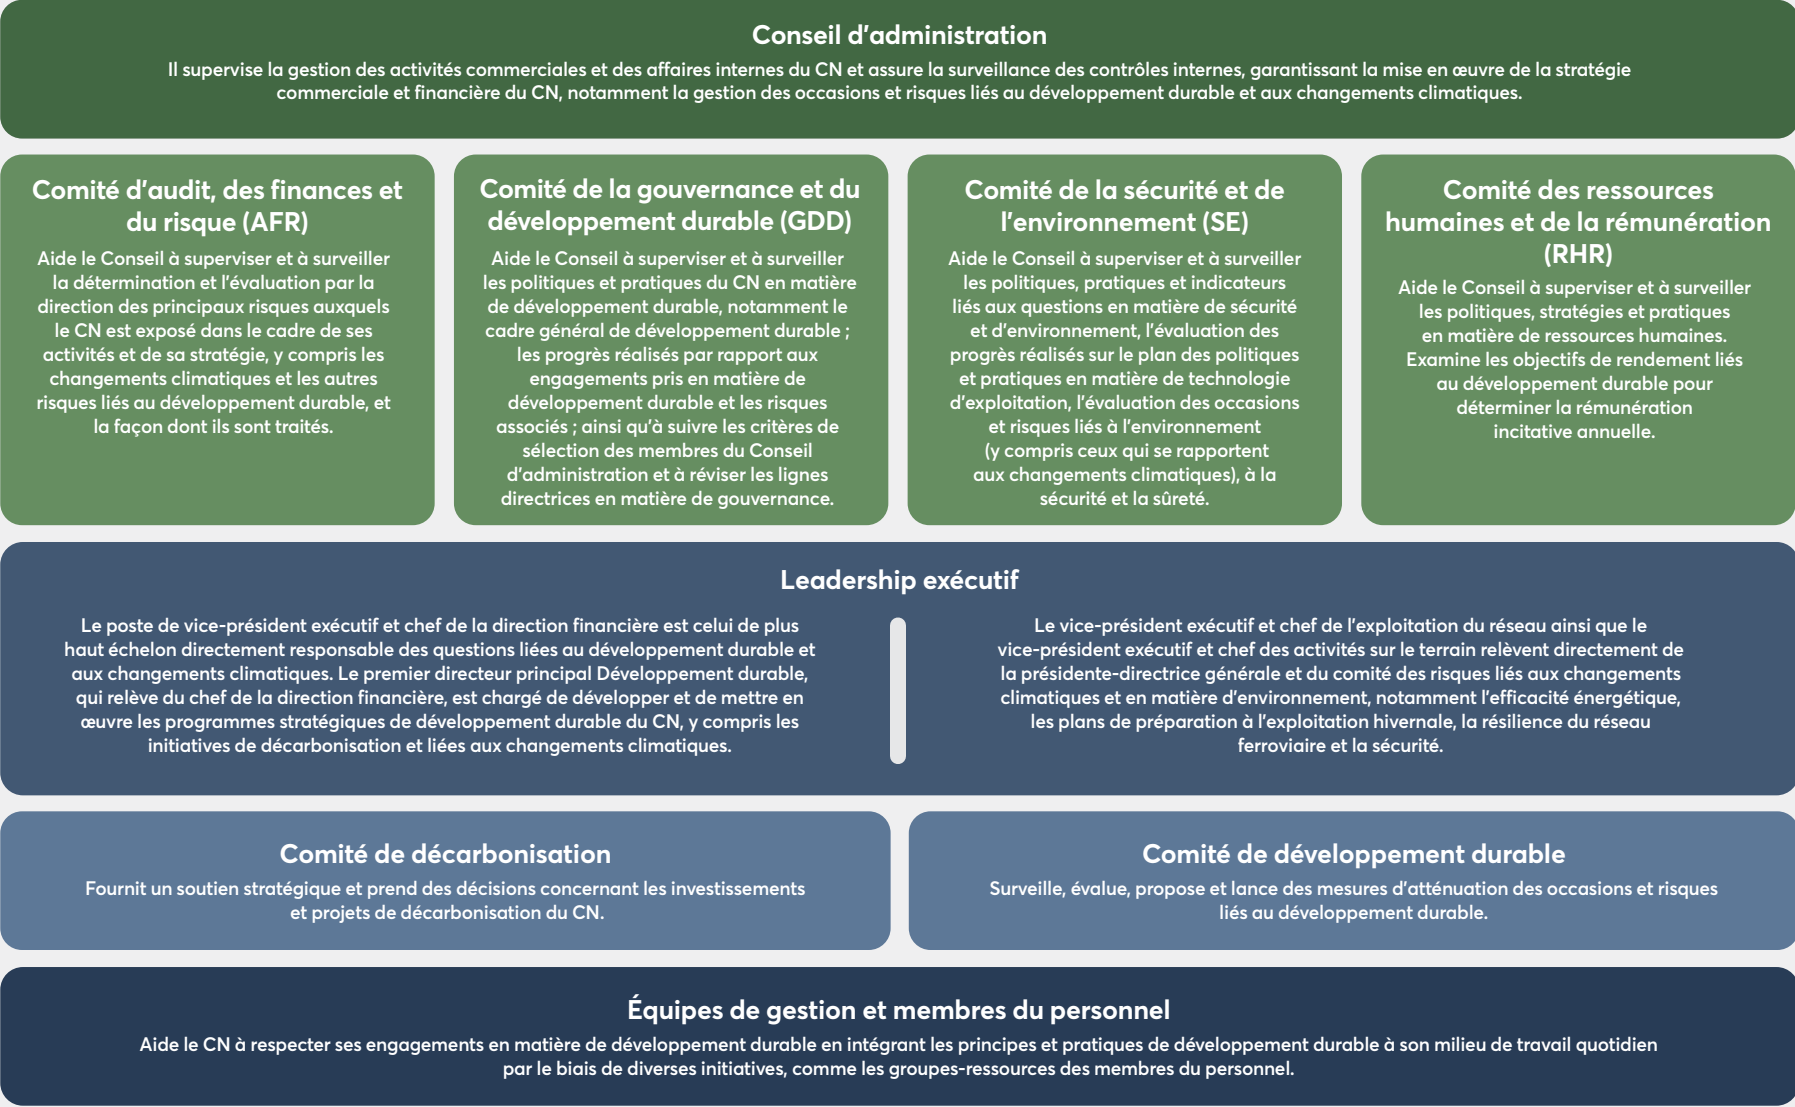 Conseil d'administration
Il supervise la gestion des activités commerciales et des affaires internes du CN et assure la surveillance des contrôles internes, garantissant la mise en œuvre de la stratégie
commerciale et financière du CN, notamment la gestion des occasions et risques liés au développement durable et aux changements climatiques.
Comité d'audit, des finances et
du risque (AFR)
Aide le Conseil à superviser et à surveiller
la détermination et l'évaluation par la
direction des principaux risques auxquels
le CN est exposé dans le cadre de ses
activités et de sa stratégie, y compris les
changements climatiques et les autres
risques liés au développement durable, et
la façon dont ils sont traités.
Comité de la gouvernance et du
développement durable (GDD)
Aide le Conseil à superviser et à surveiller
les politiques et pratiques du CN en matière
de développement durable, notamment le
cadre général de développement durable ;
les progrès réalisés par rapport aux
engagements pris en matière de
développement durable et les risques
associés ; ainsi qu'à suivre les critères de
sélection des membres du Conseil
d'administration et à réviser les lignes
directrices en matière de gouvernance.
Comité de la sécurité et de
l'environnement (SE)
Aide le Conseil à superviser et à surveiller
les politiques, pratiques et indicateurs
liés aux questions en matière de sécurité
et d'environnement, l'évaluation des
progrès réalisés sur le plan des politiques
et pratiques en matière de technologie
d'exploitation, l'évaluation des occasions
et risques liés à l'environnement
(y compris ceux qui se rapportent
aux changements climatiques), à la
sécurité et la sûreté.
Comité des ressources
humaines et de la rémunération
(RHR)
Aide le Conseil à superviser et à surveiller
les politiques, stratégies et pratiques
en matière de ressources humaines.
Examine les objectifs de rendement liés
au développement durable pour
déterminer la rémunération
incitative annuelle.
Leadership exécutif
Le poste de vice-président exécutif et chef de la direction financière est celui de plus
haut échelon directement responsable des questions liées au développement durable et
aux changements climatiques. Le premier directeur principal Développement durable,
qui relève du chef de la direction financière, est chargé de développer et de mettre en
œuvre les programmes stratégiques de développement durable du CN, y compris les
initiatives de décarbonisation et liées aux changements climatiques.
Le vice-président exécutif et chef de l'exploitation du réseau ainsi que le
vice-président exécutif et chef des activités sur le terrain relèvent directement de
la présidente-directrice générale et du comité des risques liés aux changements
climatiques et en matière d'environnement, notamment l'efficacité énergétique,
les plans de préparation à l'exploitation hivernale, la résilience du réseau
ferroviaire et la sécurité.
Comité de décarbonisation
Fournit un soutien stratégique et prend des décisions concernant les investissements
et projets de décarbonisation du CN.
Comité de développement durable
Surveille, évalue, propose et lance des mesures d'atténuation des occasions et risques
liés au développement durable.
Équipes de gestion et membres du personnel
Aide le CN à respecter ses engagements en matière de développement durable en intégrant les principes et pratiques de développement durable à son milieu de travail quotidien
par le biais de diverses initiatives, comme les groupes-ressources des membres du personnel.